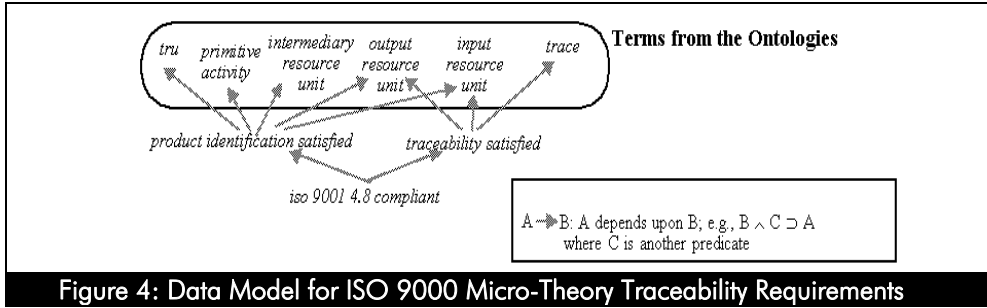 Terms from the Ontologies
tru
primitive
activity
intermediary
resource
unit
output
resource
unit
input
resource
unit
trace
product identification satisfied
traceability satisfied
iso 9001 4.8 compliant
A B: A depends upon B; e.g., B ∧ C ⊃ A
where C is another predicate
Figure 4: Data Model for ISO 9000 Micro-Theory Traceability Requirements